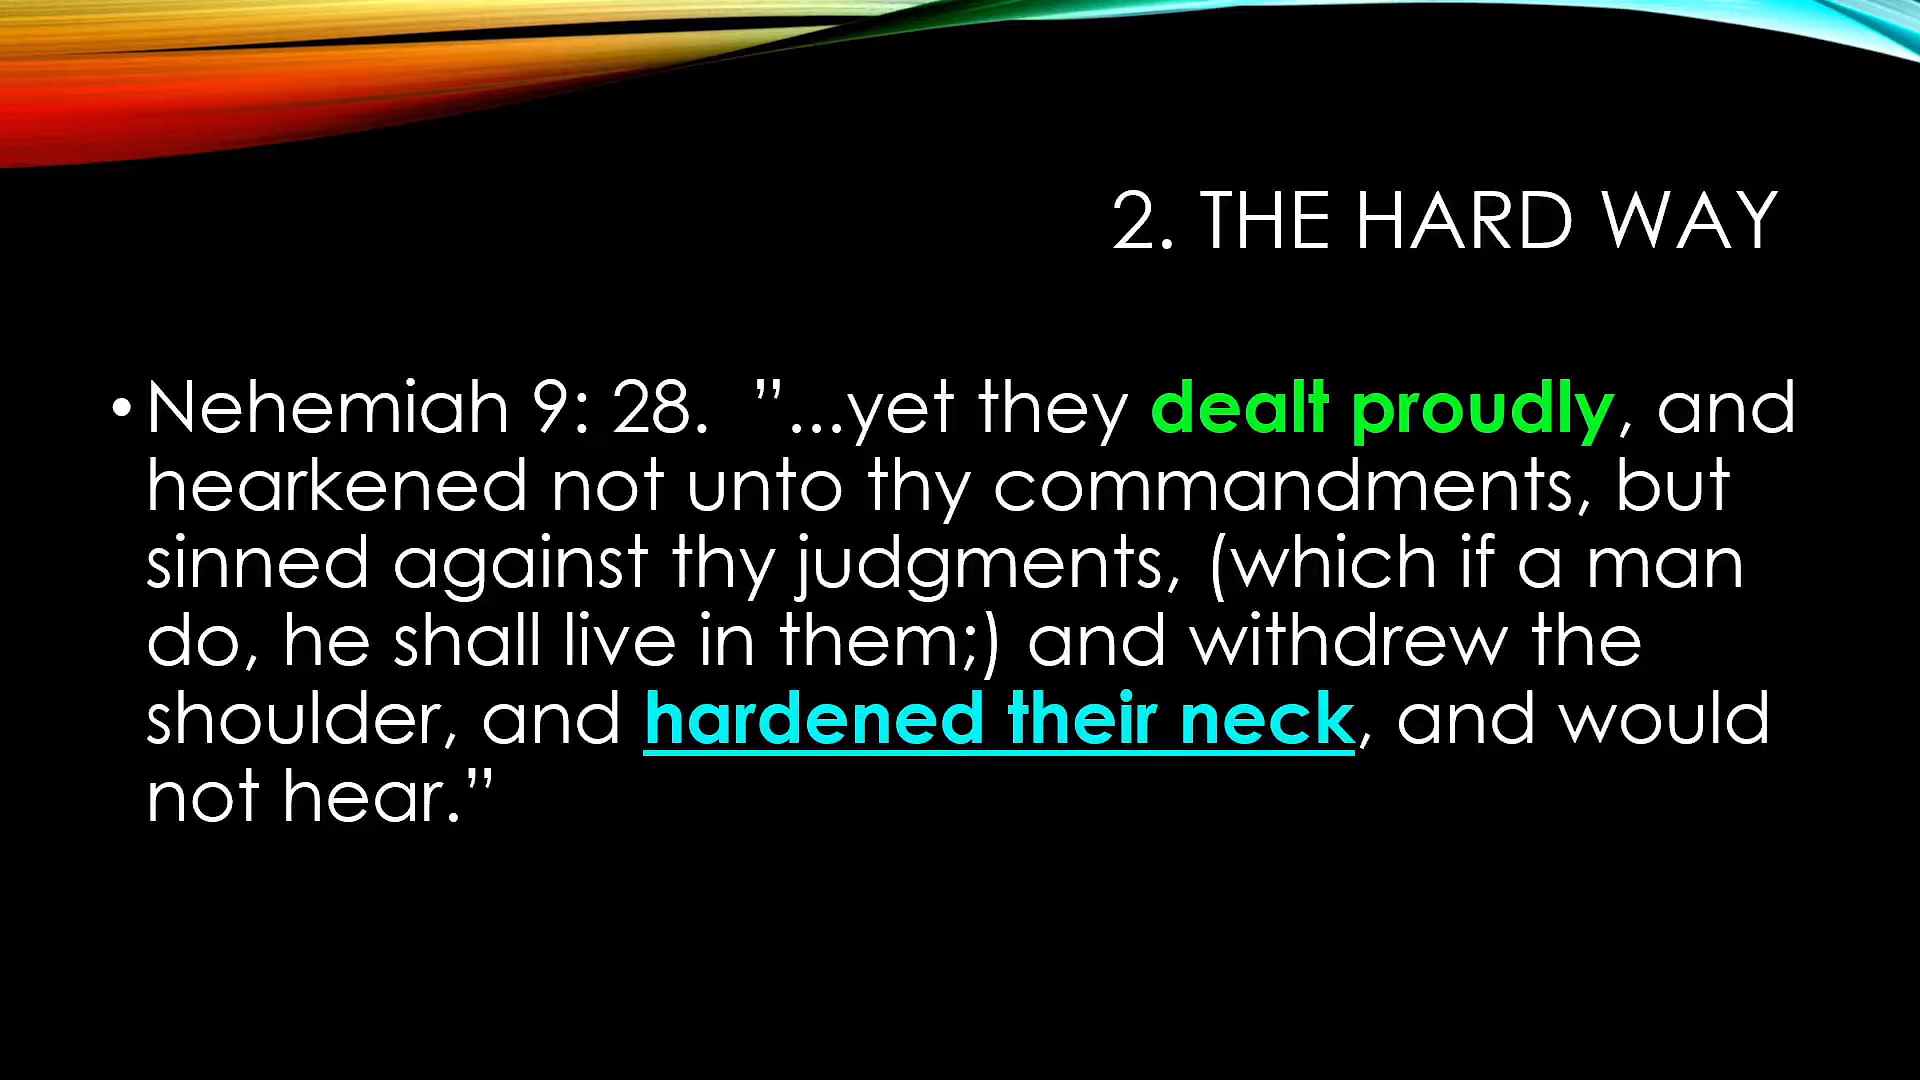 2. THE HARD WAY
• Nehemiah 9: 28.  ”...yet they dealt proudly, and
hearkened not unto thy commandments, but
sinned against thy judgments, (which if a man
do, he shall live in them;) and withdrew the
shoulder, and hardened their neck, and would
not hear.”